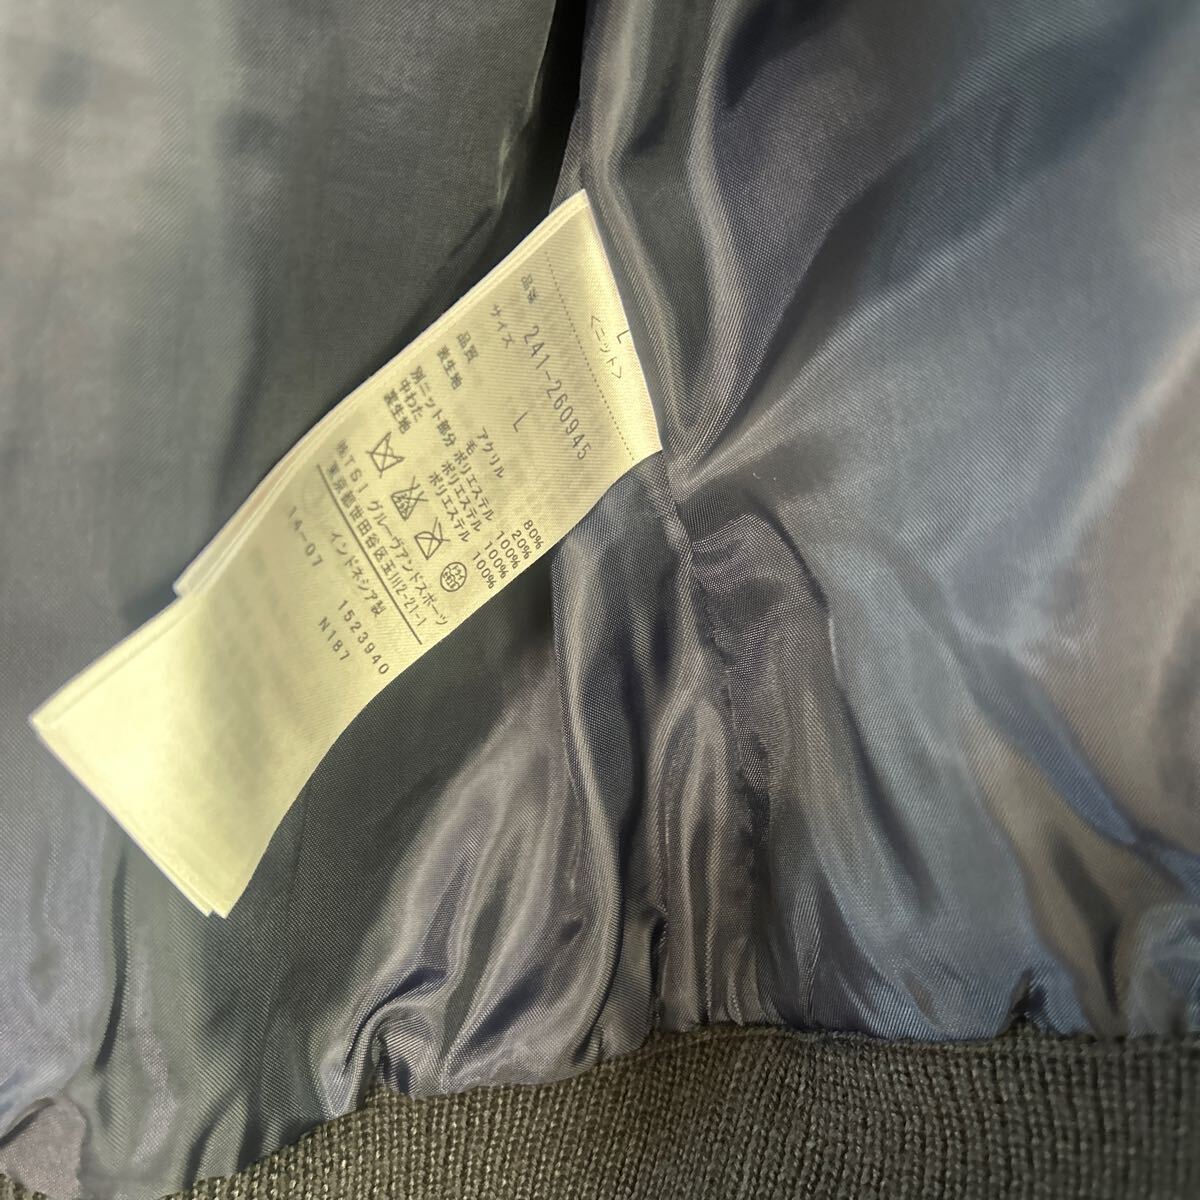 L
<ニット>
品番 241-260945
サイズ L
品質
表生地 アクリル 80%
毛 20%
別ニット部分 ポリエステル 100%
中わた ポリエステル 100%
裏生地 ポリエステル 100%
㈱TSIグルーヴアンドスポーツ
東京都世田谷区玉川2-21-1
インドネシア製
14-07 1523940
N187